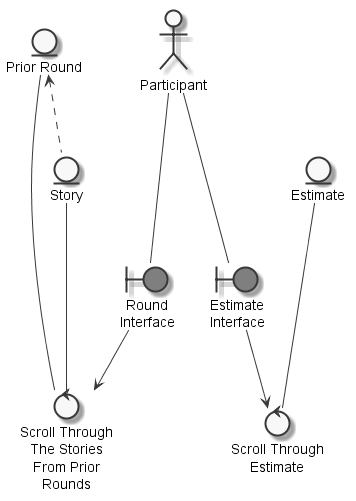 Prior Round
Participant
Story
Estimate
Round
Interface
Estimate
Interface
Scroll Through
The Stories
From Prior
Rounds
Scroll Through
Estimate